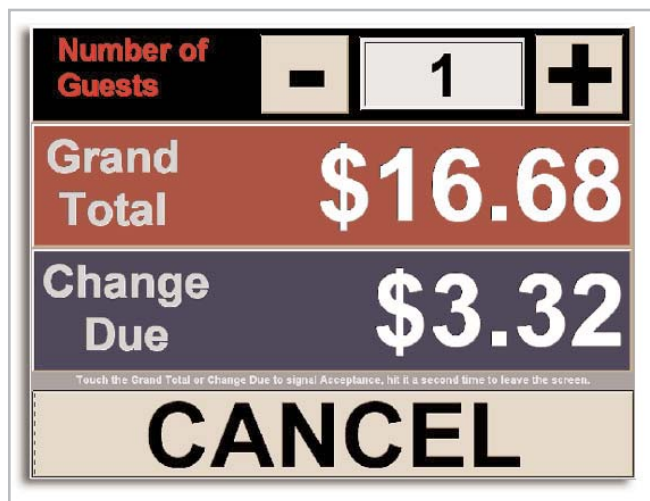 Number of
Guests
- 1 +
Grand
Total
$16.68
Change
Due
$3.32
Touch the Grand Total or Change Due to signal Acceptance, hit it a second time to leave the screen.
CANCEL